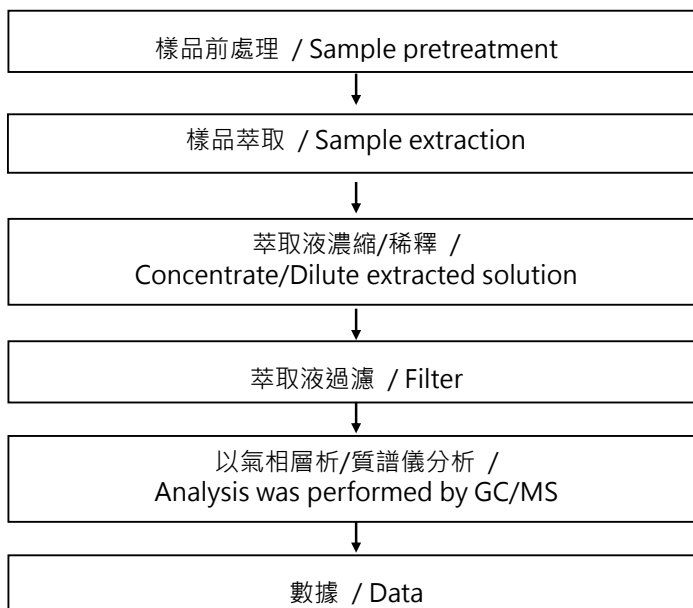 樣品前處理 / Sample pretreatment
樣品萃取 / Sample extraction
萃取液濃縮/稀釋 /
Concentrate/Dilute extracted solution
萃取液過濾 / Filter
以氣相層析/質譜儀分析 /
Analysis was performed by GC/MS
數據 / Data